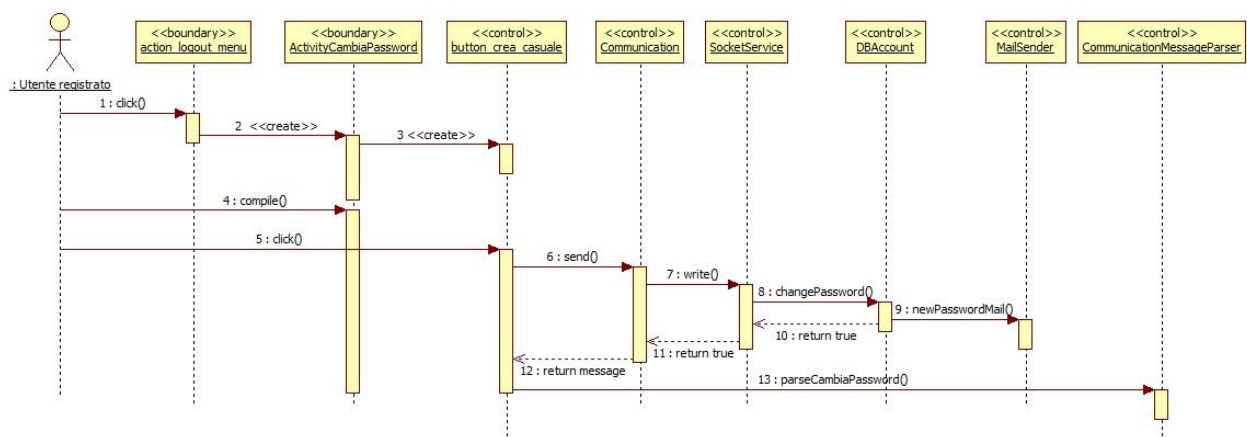 <<boundary>>
action_logout_menu
<<boundary>>
ActivityCambiaPassword
<<control>>
button_crea_casuale
<<control>>
Communication
<<control>>
SocketService
<<control>>
DBAccount
<<control>>
MailSender
<<control>>
CommunicationMessageParser
: Utente registrato
1 : click()
2 <<create>>
3 <<create>>
4 : compile()
5 : click()
6 : send()
7 : write()
8 : changePassword()
9 : newPasswordMail()
10 : return true
11 : return true
12 : return message
13 : parseCambiaPassword()